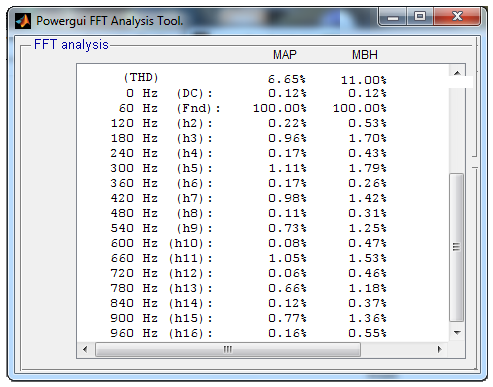 Powergui FFT Analysis Tool.
FFT analysis
MAP MBH
(THD) 6.65% 11.00%
0 Hz (DC): 0.12% 0.12%
60 Hz (Fnd): 100.00% 100.00%
120 Hz (h2): 0.22% 0.53%
180 Hz (h3): 0.96% 1.70%
240 Hz (h4): 0.17% 0.43%
300 Hz (h5): 1.11% 1.79%
360 Hz (h6): 0.17% 0.26%
420 Hz (h7): 0.98% 1.42%
480 Hz (h8): 0.11% 0.31%
540 Hz (h9): 0.73% 1.25%
600 Hz (h10): 0.08% 0.47%
660 Hz (h11): 1.05% 1.53%
720 Hz (h12): 0.06% 0.46%
780 Hz (h13): 0.66% 1.18%
840 Hz (h14): 0.12% 0.37%
900 Hz (h15): 0.77% 1.36%
960 Hz (h16): 0.16% 0.55%